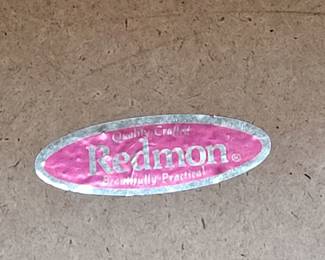 Quality Crafted
Redmon®
Beautifully Practical